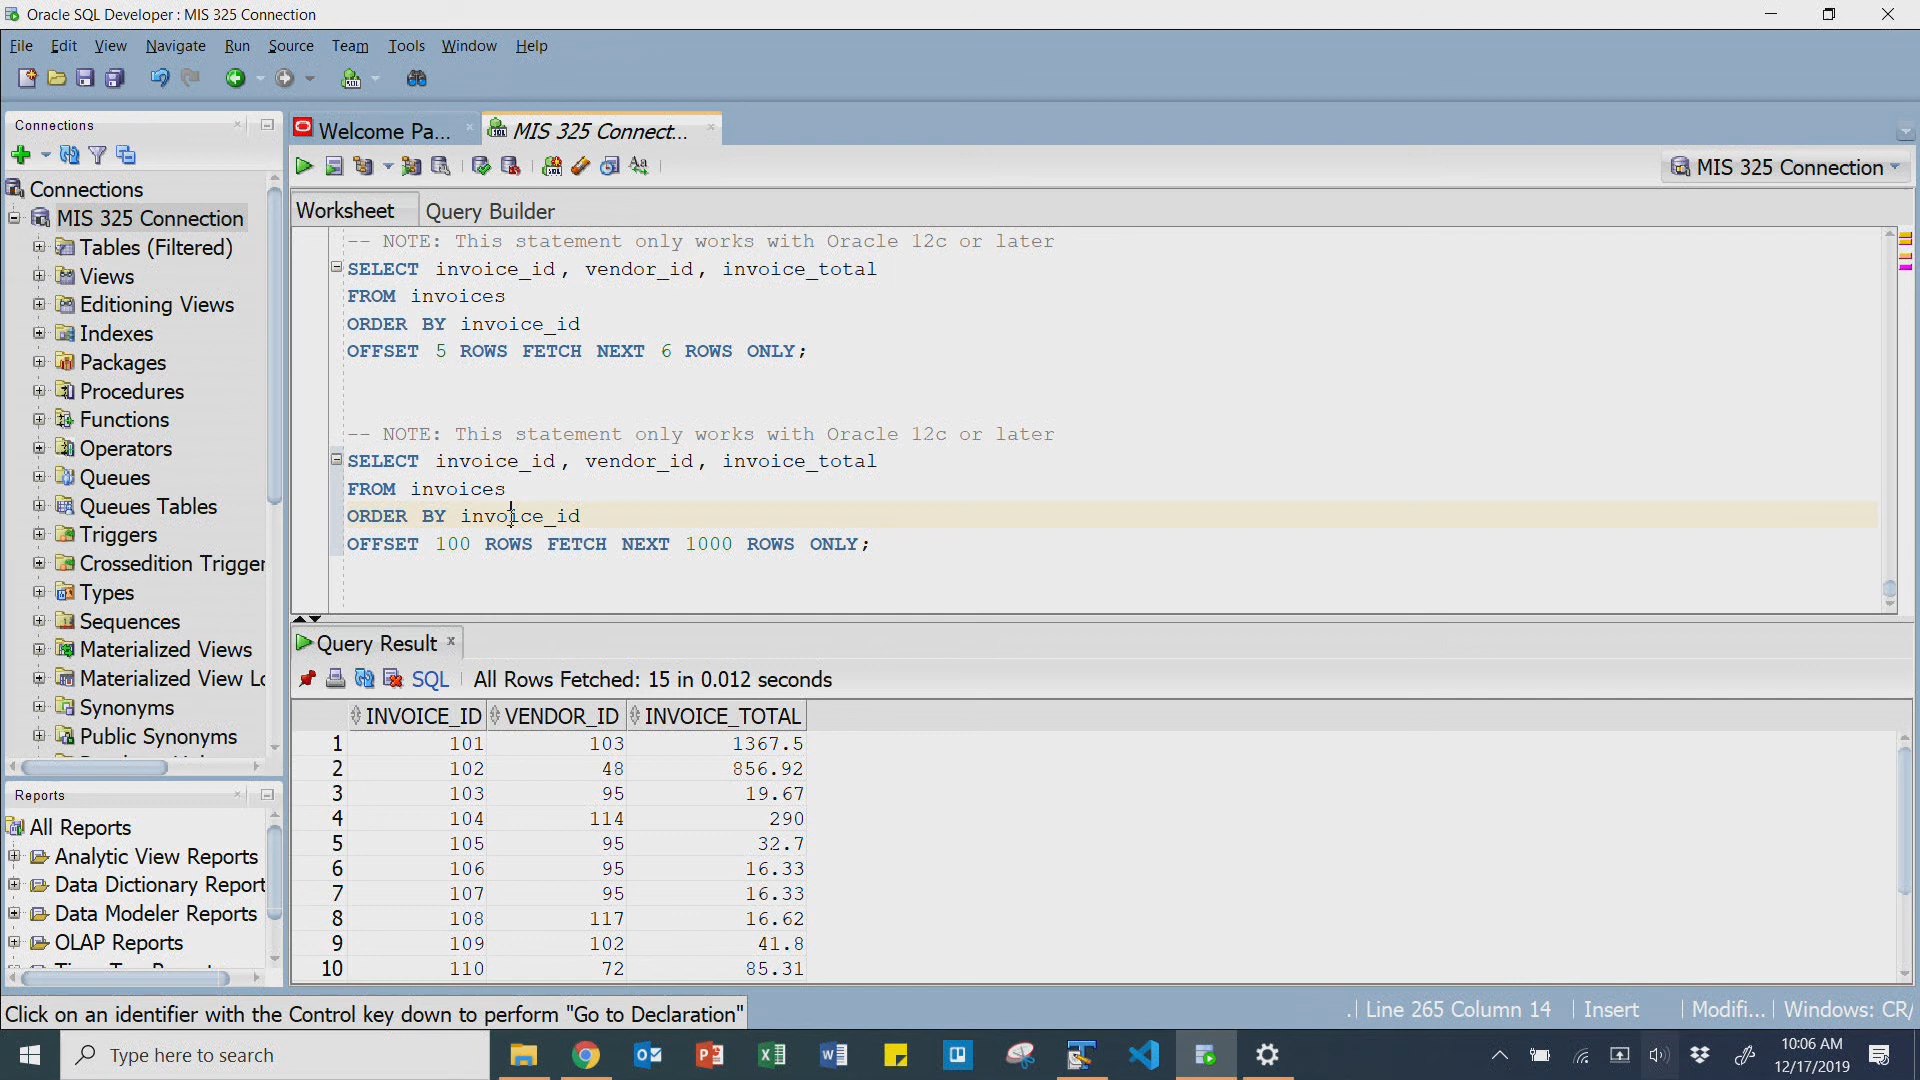 Oracle SQL Developer : MIS 325 Connection
File Edit View Navigate Run Source Team Tools Window Help
Connections
Connections
MIS 325 Connection
Tables (Filtered)
Views
Editioning Views
Indexes
Packages
Procedures
Functions
Operators
Queues
Queues Tables
Triggers
Crossedition Trigger
Types
Sequences
Materialized Views
Materialized View Lo
Synonyms
Public Synonyms
Reports
All Reports
Analytic View Reports
Data Dictionary Report
Data Modeler Reports
OLAP Reports
Welcome Pa...
MIS 325 Connect...
MIS 325 Connection
Worksheet Query Builder
-- NOTE: This statement only works with Oracle 12c or later
SELECT invoice_id, vendor_id, invoice_total
FROM invoices
ORDER BY invoice_id
OFFSET 5 ROWS FETCH NEXT 6 ROWS ONLY;
-- NOTE: This statement only works with Oracle 12c or later
SELECT invoice_id, vendor_id, invoice_total
FROM invoices
ORDER BY invoice_id
OFFSET 100 ROWS FETCH NEXT 1000 ROWS ONLY;
Query Result
SQL All Rows Fetched: 15 in 0.012 seconds
INVOICE_ID VENDOR_ID INVOICE_TOTAL
1 101 103 1367.5
2 102 48 856.92
3 103 95 19.67
4 104 114 290
5 105 95 32.7
6 106 95 16.33
7 107 95 16.33
8 108 117 16.62
9 109 102 41.8
10 110 72 85.31
Click on an identifier with the Control key down to perform "Go to Declaration"
. Line 265 Column 14 Insert Modifi... Windows: CR/
Type here to search
10:06 AM
12/17/2019